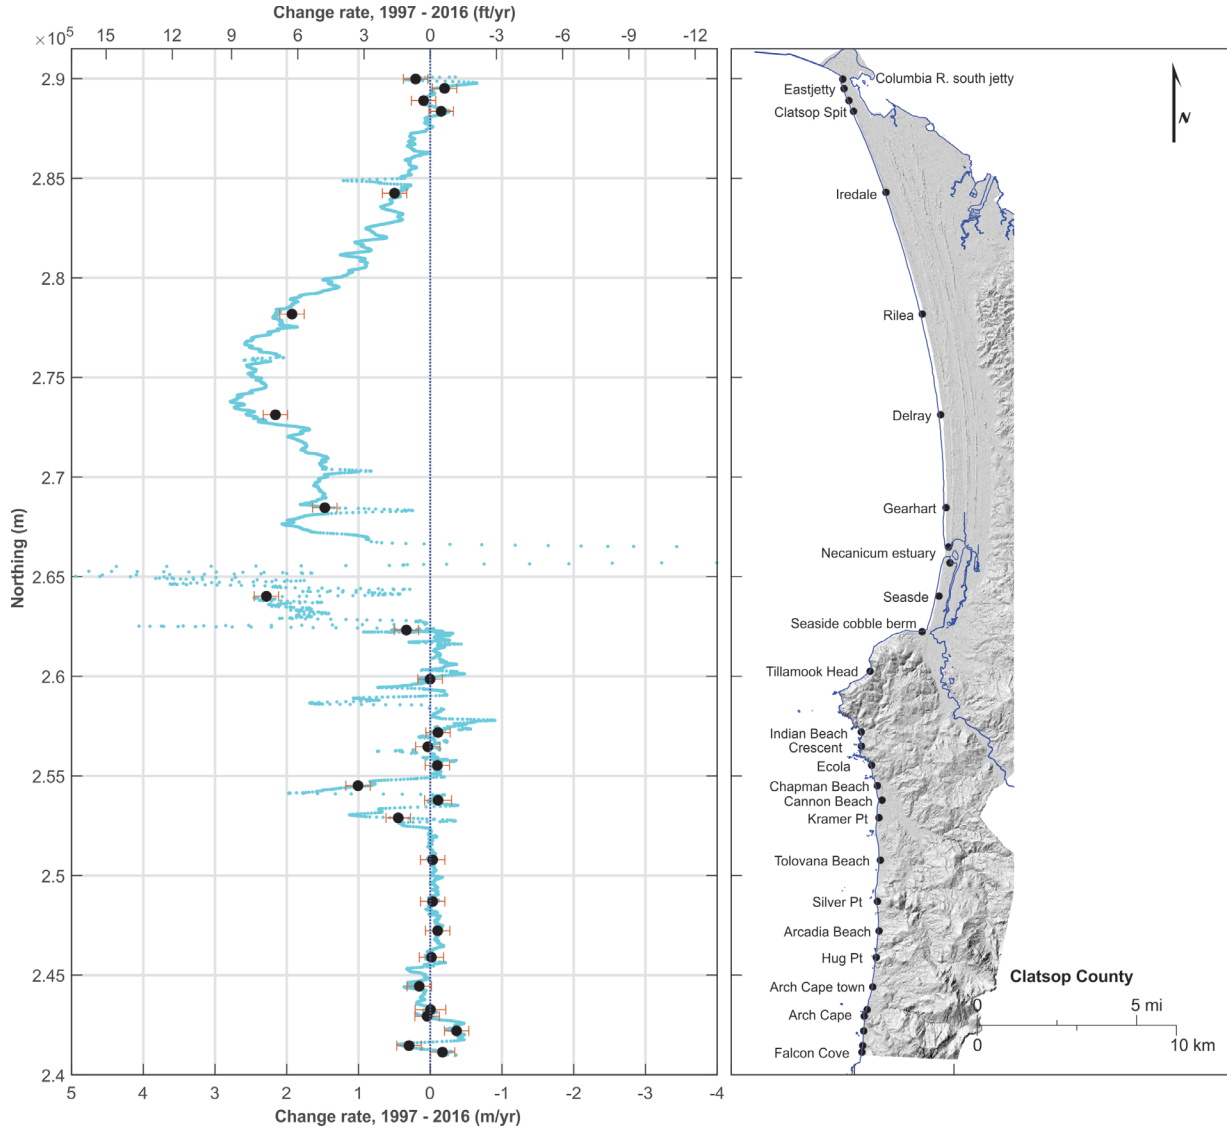 Change rate, 1997 - 2016 (ft/yr)
×10⁵
15 12 9 6 3 0 -3 -6 -9 -12
2.9
2.85
2.8
2.75
2.7
2.65
2.6
2.55
2.5
2.45
2.4
Northing (m)
5 4 3 2 1 0 -1 -2 -3 -4
Change rate, 1997 - 2016 (m/yr)
N
Columbia R. south jetty
Eastjetty
Clatsop Spit
Iredale
Rilea
Delray
Gearhart
Necanicum estuary
Seasde
Seaside cobble berm
Tillamook Head
Indian Beach
Crescent
Ecola
Chapman Beach
Cannon Beach
Kramer Pt
Tolovana Beach
Silver Pt
Arcadia Beach
Hug Pt
Arch Cape town
Arch Cape
Falcon Cove
Clatsop County
0 5 mi
0 10 km